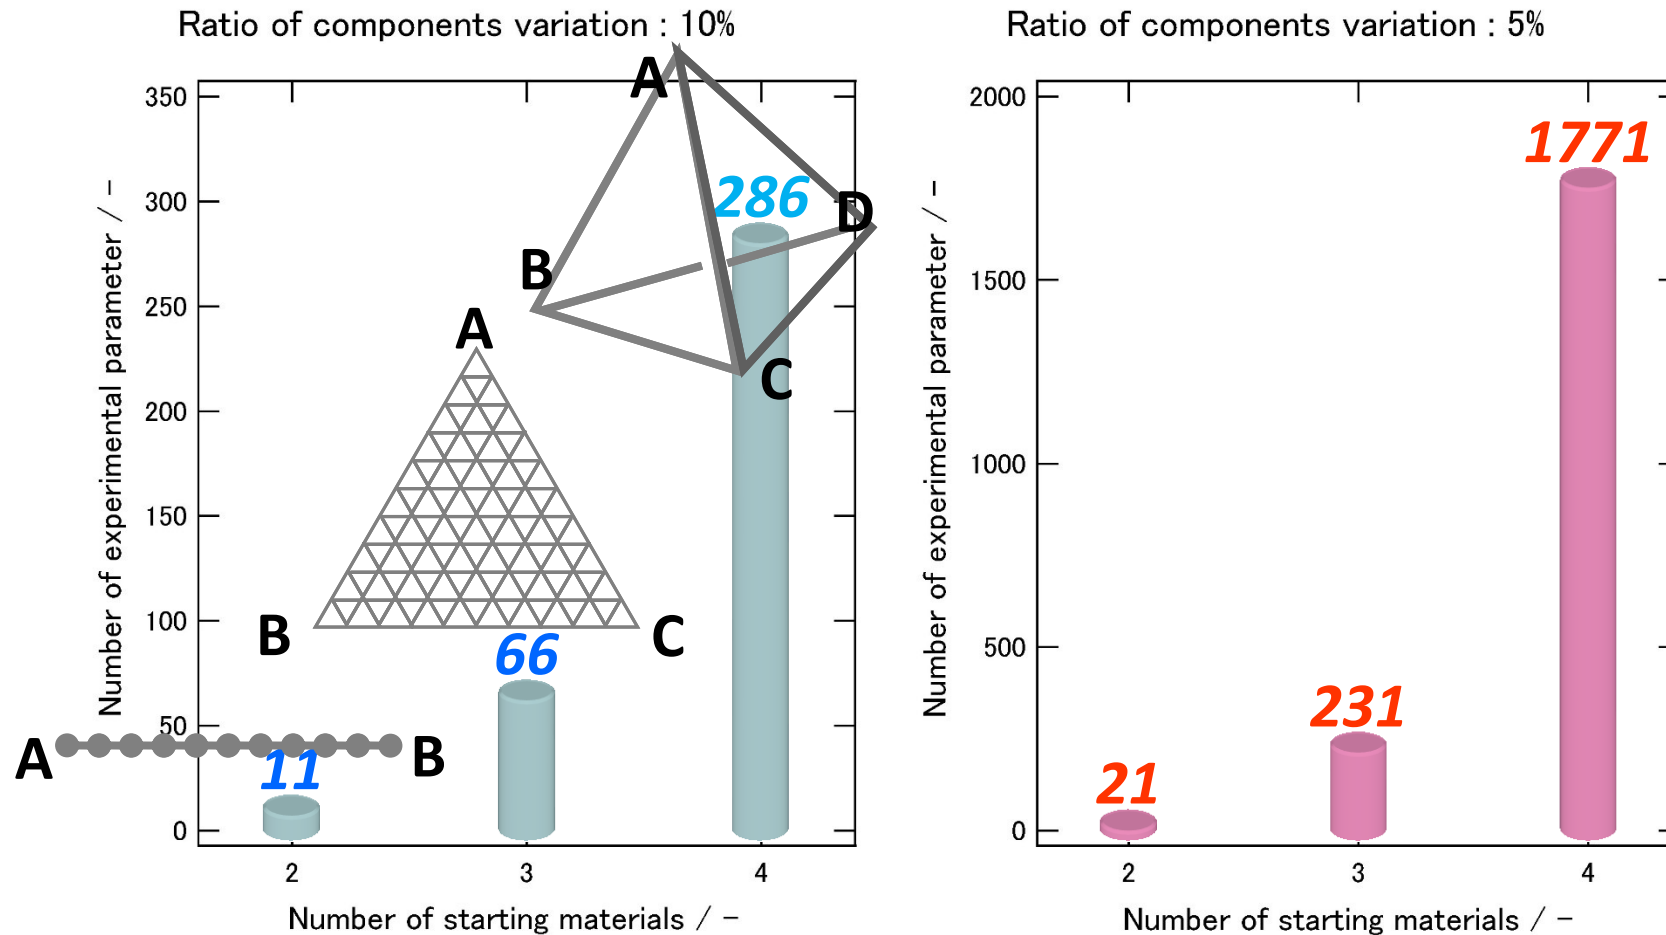 Ratio of components variation : 10%
Number of experimental parameter / -
350
300
250
200
150
100
50
0
A
B
D
C
286
A
B
C
66
A
B
11
2 3 4
Number of starting materials / -
Ratio of components variation : 5%
Number of experimental parameter / -
2000
1500
1000
500
0
1771
231
21
2 3 4
Number of starting materials / -